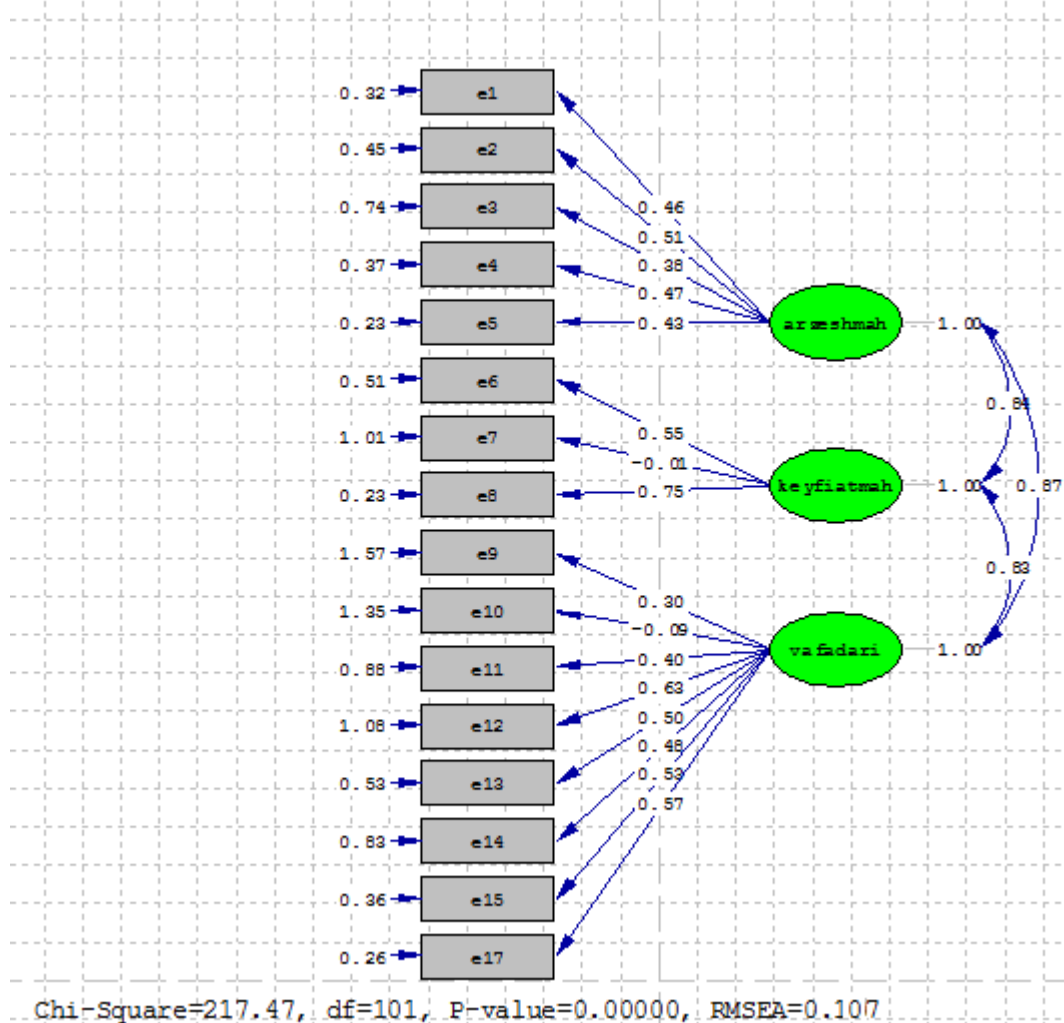 0.32 e1
0.45 e2
0.74 e3
0.37 e4
0.23 e5
0.51 e6
1.01 e7
0.23 e8
1.57 e9
1.35 e10
0.88 e11
1.08 e12
0.53 e13
0.83 e14
0.36 e15
0.26 e17
0.46
0.51
0.38
0.47
0.43
0.55
-0.01
0.75
0.30
-0.09
0.40
0.63
0.50
0.48
0.53
0.57
arzeshmah 1.00
keyfiatmah 1.00
vafadari 1.00
0.84
0.87
0.83
Chi-Square=217.47, df=101, P-value=0.00000, RMSEA=0.107